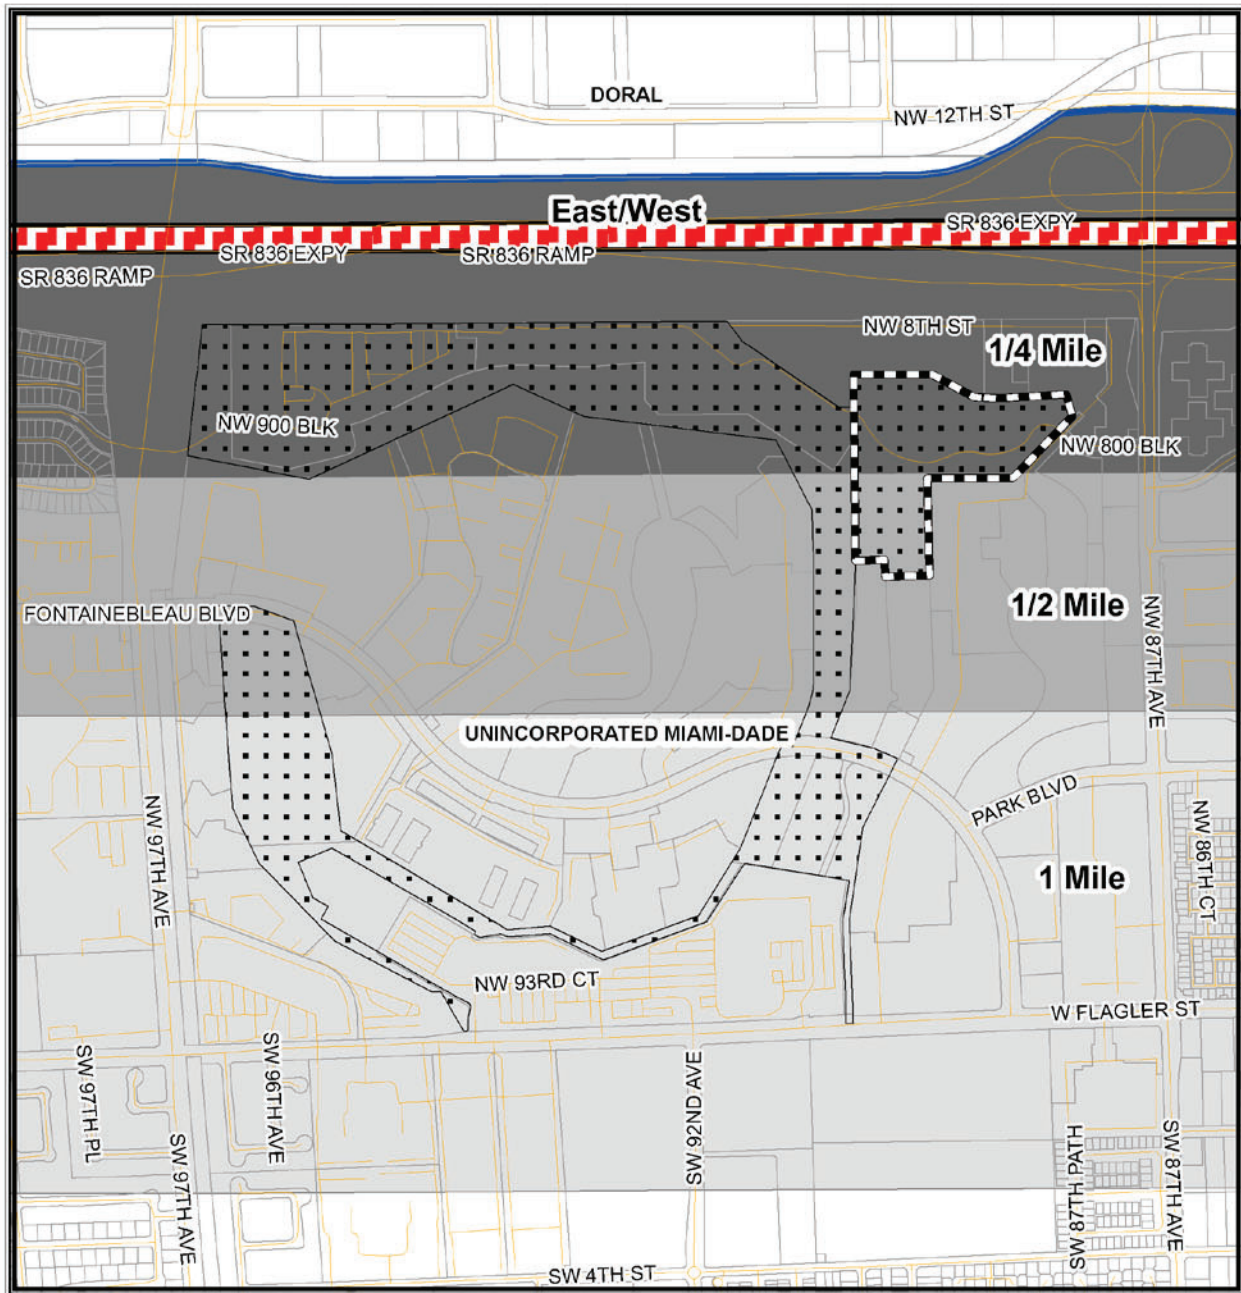 DORAL
NW 12TH ST
East/West
SR 836 EXPY
SR 836 EXPY
SR 836 RAMP
SR 836 RAMP
NW 8TH ST
1/4 Mile
NW 900 BLK
NW 800 BLK
1/2 Mile
FONTAINEBLEAU BLVD
NW 87TH AVE
UNINCORPORATED MIAMI-DADE
PARK BLVD
NW 97TH AVE
NW 86TH CT
1 Mile
NW 93RD CT
W FLAGLER ST
SW 97TH PL
SW 96TH AVE
SW 92ND AVE
SW 97TH AVE
SW 87TH PATH
SW 87TH AVE
SW 4TH ST